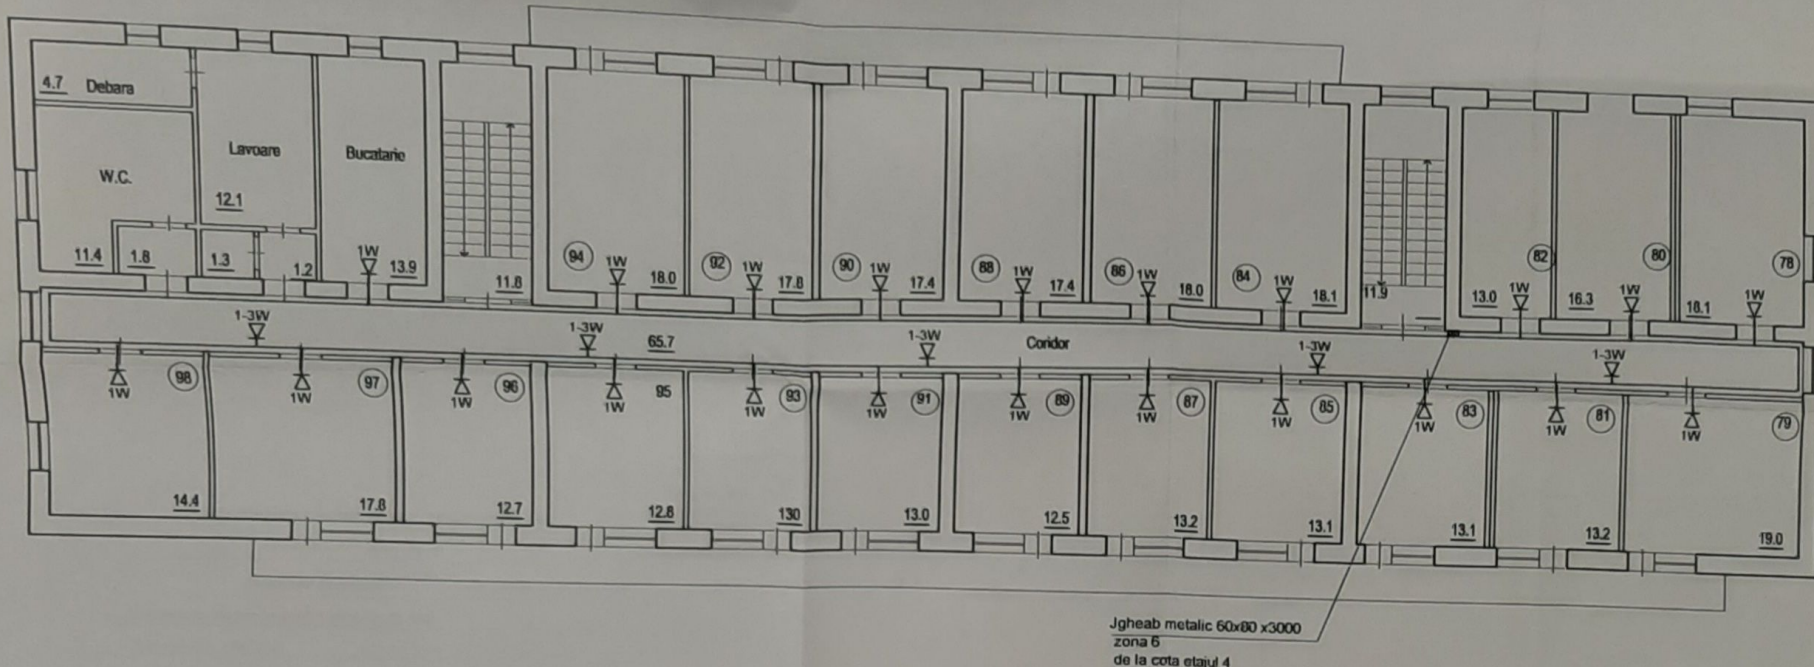 4.7 Debara
Lavoare
Bucatarie
W.C.
12.1
11.4
1.8
1.3
1.2
1W
13.9
11.8
94
1W
18.0
92
1W
17.8
90
1W
17.4
88
1W
17.4
86
1W
18.0
84
1W
18.1
11.9
13.0
1W
82
16.3
1W
80
18.1
1W
78
1-3W
1-3W
65.7
1-3W
Coridor
1-3W
1-3W
1W
98
14.4
1W
97
17.8
1W
96
12.7
1W
95
12.8
1W
93
130
1W
91
13.0
1W
89
12.5
1W
87
13.2
1W
85
13.1
1W
83
13.1
1W
81
13.2
1W
79
19.0
Jgheab metalic 60x80 x3000
zona 6
de la cota etajul 4